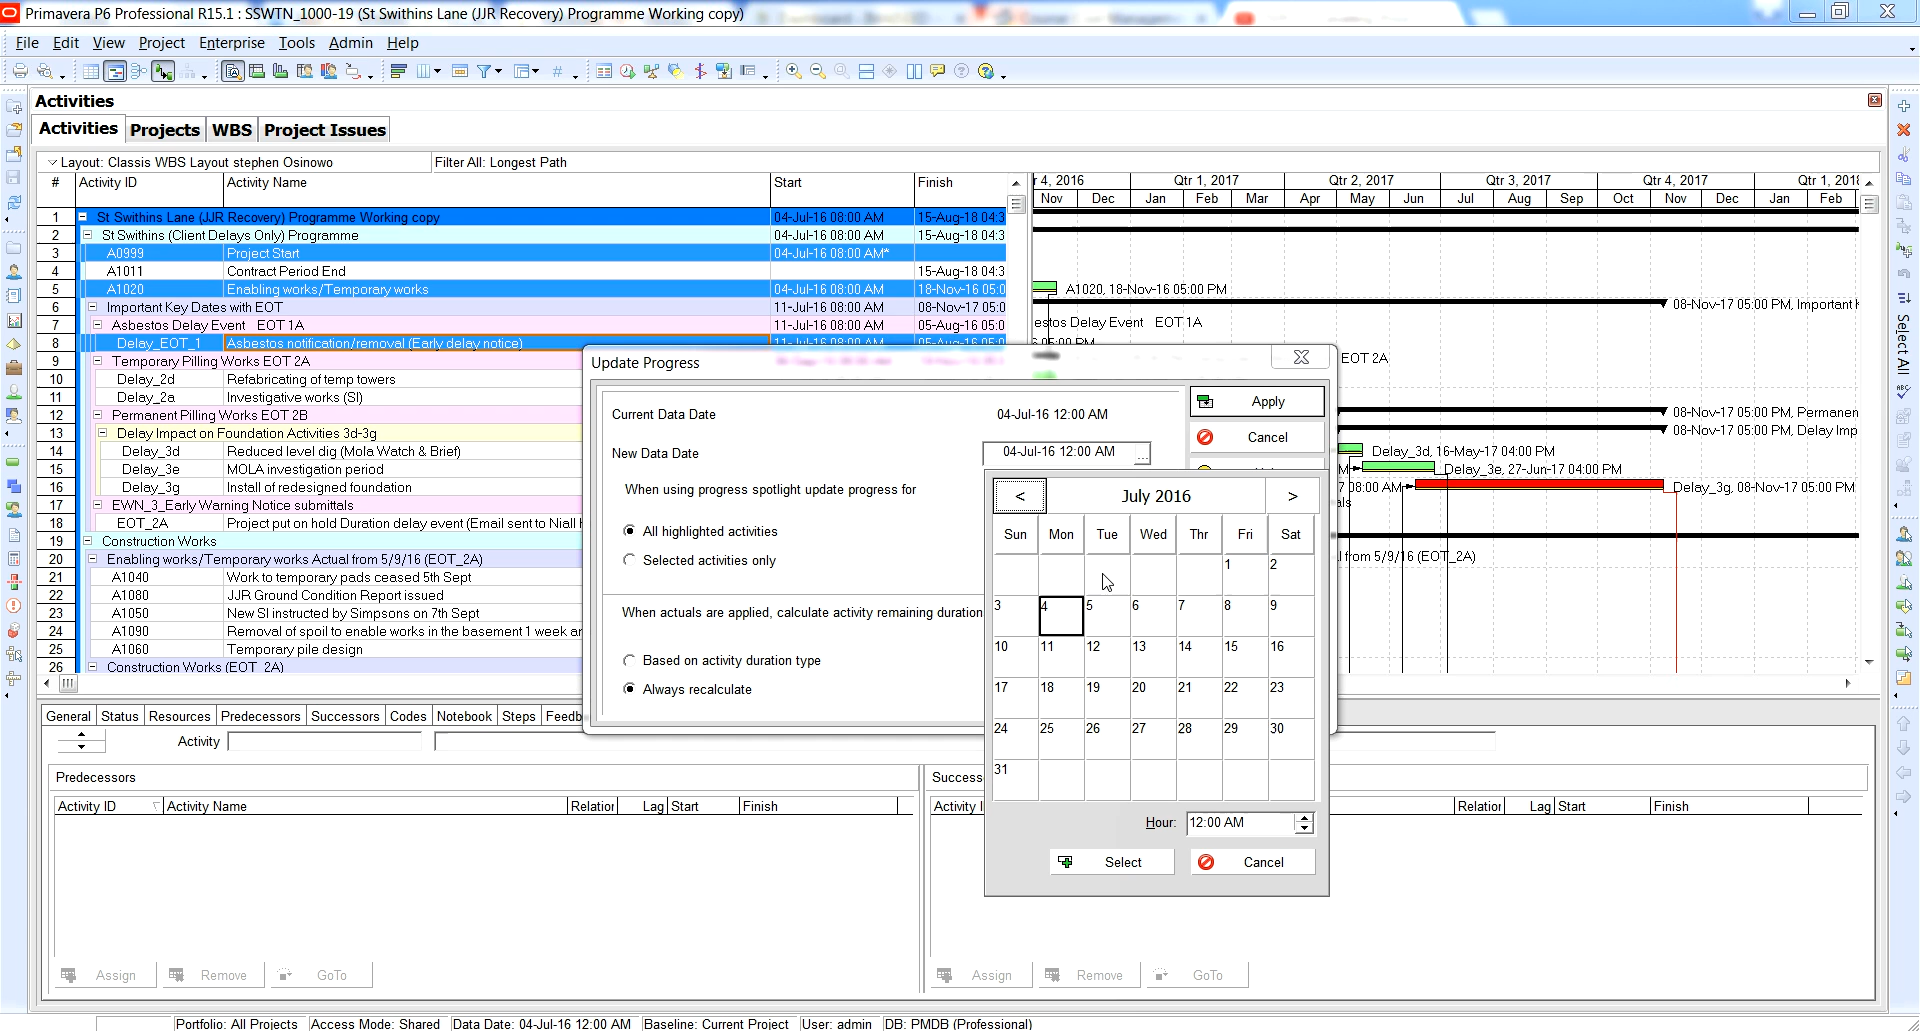 Primavera P6 Professional R15.1 : SSWTN_1000-19 (St Swithins Lane (JJR Recovery) Programme Working copy)
File Edit View Project Enterprise Tools Admin Help
Activities
Activities Projects WBS Project Issues
Layout: Classis WBS Layout stephen Osinowo Filter All: Longest Path
# Activity ID Activity Name Start Finish
r 4, 2016 Qtr 1, 2017 Qtr 2, 2017 Qtr 3, 2017 Qtr 4, 2017 Qtr 1, 2018
Nov Dec Jan Feb Mar Apr May Jun Jul Aug Sep Oct Nov Dec Jan Feb
1 St Swithins Lane (JJR Recovery) Programme Working copy 04-Jul-16 08:00 AM 15-Aug-18 04:3
2 St Swithins (Client Delays Only) Programme 04-Jul-16 08:00 AM 15-Aug-18 04:3
3 A0999 Project Start 04-Jul-16 08:00 AM*
4 A1011 Contract Period End 15-Aug-18 04:3
5 A1020 Enabling works/Temporary works 04-Jul-16 08:00 AM 18-Nov-16 05:0 A1020, 18-Nov-16 05:00 PM
6 Important Key Dates with EOT 11-Jul-16 08:00 AM 08-Nov-17 05:0 08-Nov-17 05:00 PM, Important
7 Asbestos Delay Event EOT 1A 11-Jul-16 08:00 AM 05-Aug-16 05:0 estos Delay Event EOT 1A
8 Delay_EOT_1 Asbestos notification/removal (Early delay notice) 11-Jul-16 08:00 AM 05-Aug-16 05:0
9 Temporary Pilling Works EOT 2A EOT 2A
10 Delay_2d Refabricating of temp towers
11 Delay_2a Investigative works (SI)
12 Permanent Pilling Works EOT 2B 08-Nov-17 05:00 PM, Permanen
13 Delay Impact on Foundation Activities 3d-3g 08-Nov-17 05:00 PM, Delay Imp
14 Delay_3d Reduced level dig (Mola Watch & Brief) Delay_3d, 16-May-17 04:00 PM
15 Delay_3e MOLA investigation period Delay_3e, 27-Jun-17 04:00 PM
16 Delay_3g Install of redesigned foundation 7 08:00 AM Delay_3g, 08-Nov-17 05:00 PM
17 EWN_3_Early Warning Notice submittals als
18 EOT_2A Project put on hold Duration delay event (Email sent to Niall
19 Construction Works
20 Enabling works/Temporary works Actual from 5/9/16 (EOT_2A) l from 5/9/16 (EOT_2A)
21 A1040 Work to temporary pads ceased 5th Sept
22 A1080 JJR Ground Condition Report issued
23 A1050 New SI instructed by Simpsons on 7th Sept
24 A1090 Removal of spoil to enable works in the basement 1 week ar
25 A1060 Temporary pile design
26 Construction Works (EOT 2A)
Update Progress
Current Data Date 04-Jul-16 12:00 AM
New Data Date 04-Jul-16 12:00 AM ...
When using progress spotlight update progress for
All highlighted activities
Selected activities only
When actuals are applied, calculate activity remaining duration
Based on activity duration type
Always recalculate
Apply
Cancel
< July 2016 >
Sun Mon Tue Wed Thr Fri Sat
1 2
3 4 5 6 7 8 9
10 11 12 13 14 15 16
17 18 19 20 21 22 23
24 25 26 27 28 29 30
31
Hour: 12:00 AM
Select Cancel
Select All
General Status Resources Predecessors Successors Codes Notebook Steps Feedb
Activity
Predecessors Success
Activity ID Activity Name Relatior Lag Start Finish
Activity I Relatior Lag Start Finish
Assign Remove GoTo Assign Remove GoTo
Portfolio: All Projects Access Mode: Shared Data Date: 04-Jul-16 12:00 AM Baseline: Current Project User: admin DB: PMDB (Professional)